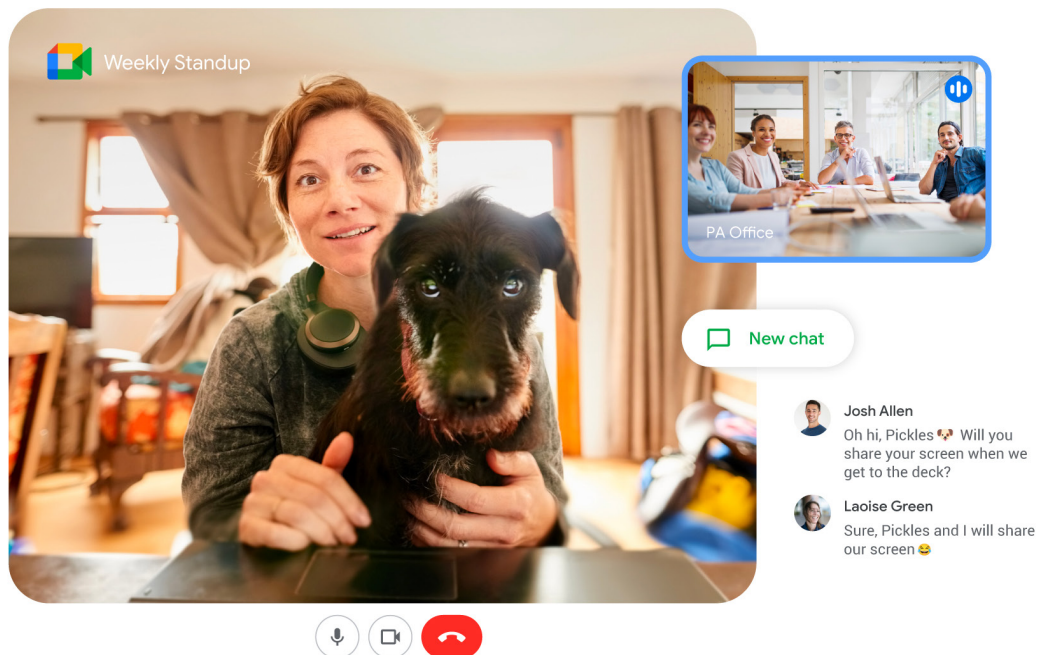 Weekly Standup
PA Office
New chat
Josh Allen
Oh hi, Pickles🐶 Will you
share your screen when we
get to the deck?
Laoise Green
Sure, Pickles and I will share
our screen😂